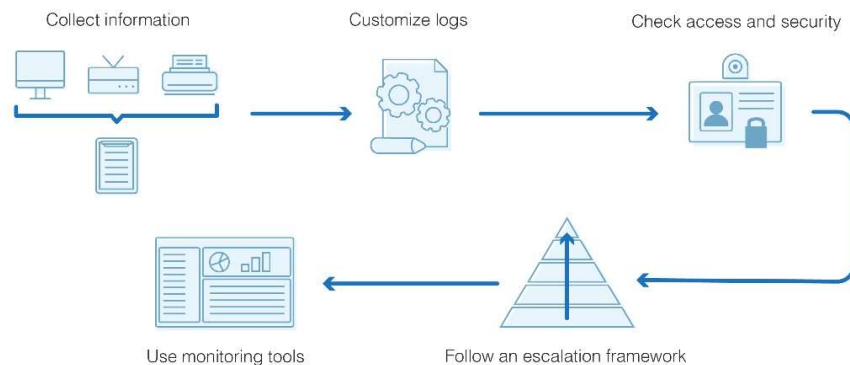 Collect information
Customize logs
Check access and security
Use monitoring tools
Follow an escalation framework